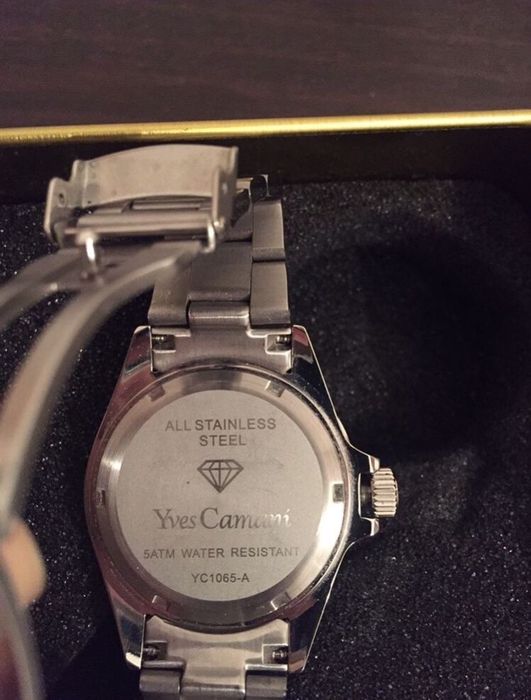 ALL STAINLESS
STEEL
Yves Camani
5ATM WATER RESISTANT
YC1065-A